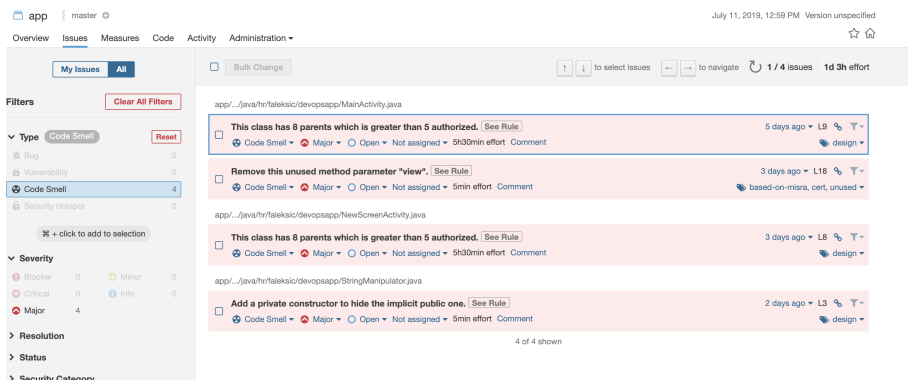 app master
July 11, 2019, 12:59 PM Version unspecified
Overview Issues Measures Code Activity Administration
My Issues All
Bulk Change
↑ ↓ to select issues ← → to navigate 1 / 4 issues 1d 3h effort
Filters Clear All Filters
Type Code Smell Reset
Bug 0
Vulnerability 0
Code Smell 4
Security Hotspot 0
⌘ + click to add to selection
Severity
Blocker 0 Minor 0
Critical 0 Info 0
Major 4
Resolution
Status
Security Category
app/.../java/hr/faleksic/devopsapp/MainActivity.java
This class has 8 parents which is greater than 5 authorized. See Rule 5 days ago L9
Code Smell Major Open Not assigned 5h30min effort Comment design
Remove this unused method parameter "view". See Rule 3 days ago L18
Code Smell Major Open Not assigned 5min effort Comment based-on-misra, cert, unused
app/.../java/hr/faleksic/devopsapp/NewScreenActivity.java
This class has 8 parents which is greater than 5 authorized. See Rule 3 days ago L8
Code Smell Major Open Not assigned 5h30min effort Comment design
app/.../java/hr/faleksic/devopsapp/StringManipulator.java
Add a private constructor to hide the implicit public one. See Rule 2 days ago L3
Code Smell Major Open Not assigned 5min effort Comment design
4 of 4 shown